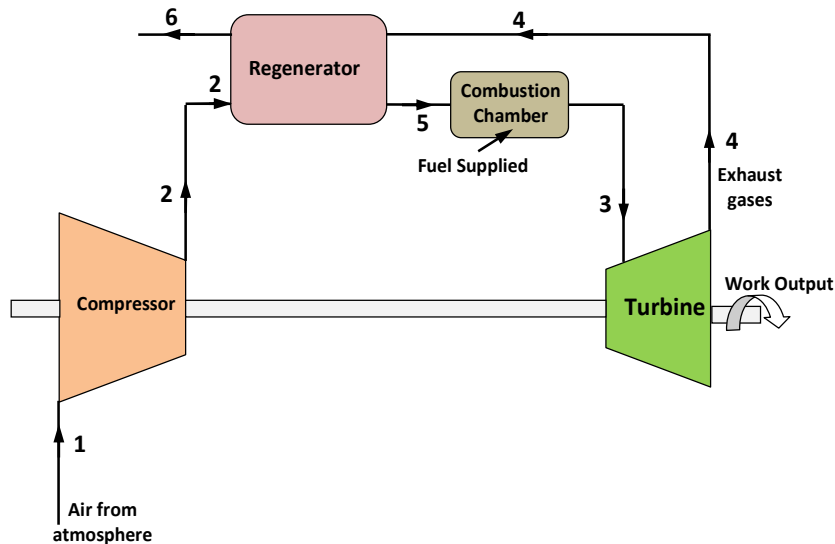 6
4
Regenerator
2
5
Combustion
Chamber
Fuel Supplied
4
Exhaust
gases
2
3
Compressor
Turbine
Work Output
1
Air from
atmosphere